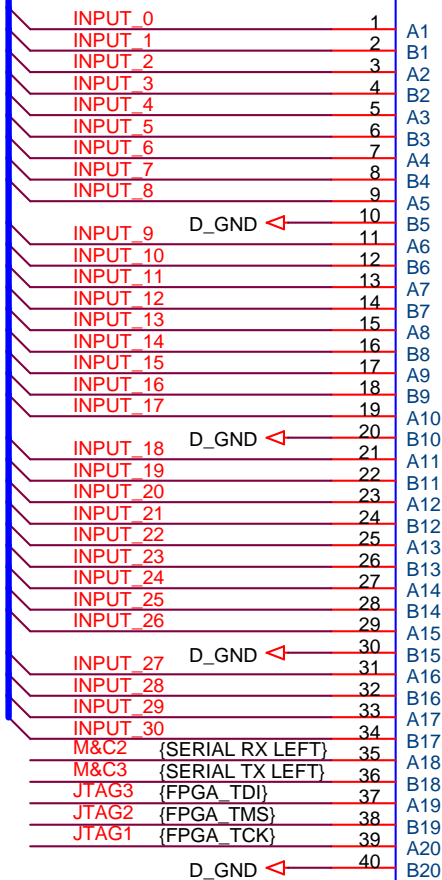 INPUT_0 1 A1
INPUT_1 2 B1
INPUT_2 3 A2
INPUT_3 4 B2
INPUT_4 5 A3
INPUT_5 6 B3
INPUT_6 7 A4
INPUT_7 8 B4
INPUT_8 9 A5
D_GND 10 B5
INPUT_9 11 A6
INPUT_10 12 B6
INPUT_11 13 A7
INPUT_12 14 B7
INPUT_13 15 A8
INPUT_14 16 B8
INPUT_15 17 A9
INPUT_16 18 B9
INPUT_17 19 A10
D_GND 20 B10
INPUT_18 21 A11
INPUT_19 22 B11
INPUT_20 23 A12
INPUT_21 24 B12
INPUT_22 25 A13
INPUT_23 26 B13
INPUT_24 27 A14
INPUT_25 28 B14
INPUT_26 29 A15
D_GND 30 B15
INPUT_27 31 A16
INPUT_28 32 B16
INPUT_29 33 A17
INPUT_30 34 B17
M&C2 {SERIAL RX LEFT} 35 A18
M&C3 {SERIAL TX LEFT} 36 B18
JTAG3 {FPGA_TDI} 37 A19
JTAG2 {FPGA_TMS} 38 B19
JTAG1 {FPGA_TCK} 39 A20
D_GND 40 B20